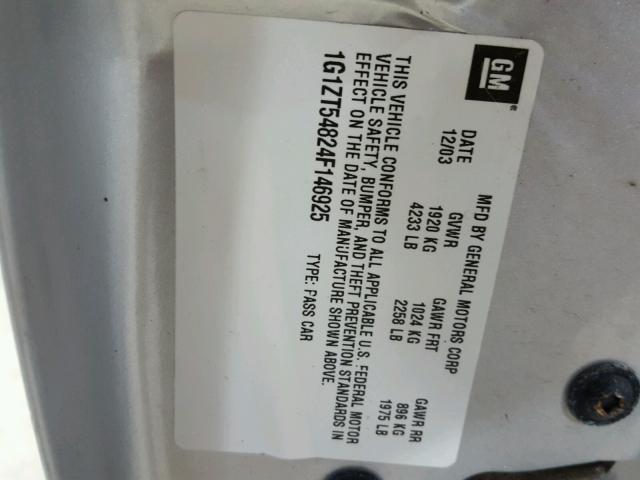 GM
MFD BY GENERAL MOTORS CORP
DATE GVWR GAWR FRT GAWR RR
12/03 1920 KG 1024 KG 896 KG
4233 LB 2258 LB 1975 LB
THIS VEHICLE CONFORMS TO ALL APPLICABLE U.S. FEDERAL MOTOR
VEHICLE SAFETY, BUMPER, AND THEFT PREVENTION STANDARDS IN
EFFECT ON THE DATE OF MANUFACTURE SHOWN ABOVE.
1G1ZT54824F146925 TYPE: PASS CAR